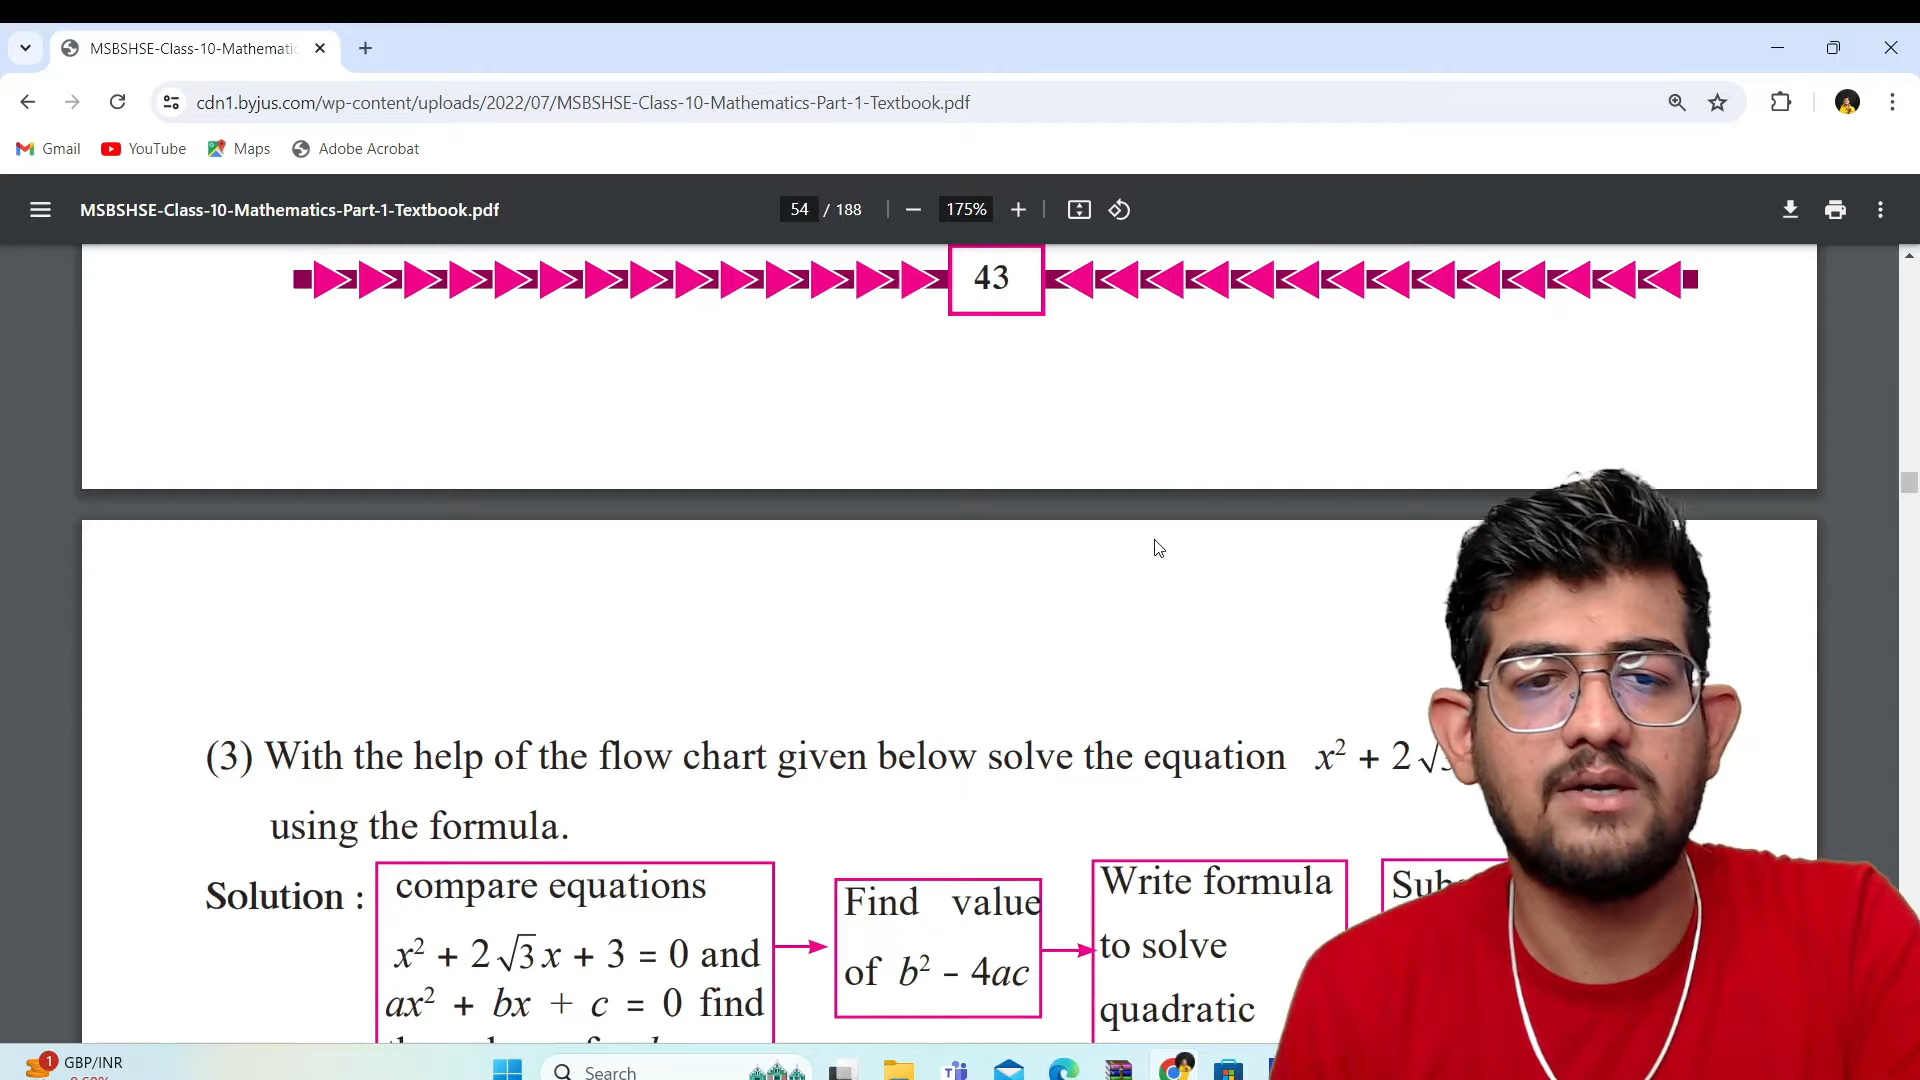 MSBSHSE-Class-10-Mathematic
cdn1.byjus.com/wp-content/uploads/2022/07/MSBSHSE-Class-10-Mathematics-Part-1-Textbook.pdf
Gmail YouTube Maps Adobe Acrobat
MSBSHSE-Class-10-Mathematics-Part-1-Textbook.pdf 54 / 188 175%
43
(3) With the help of the flow chart given below solve the equation x² + 2√
using the formula.
Solution :
compare equations
x² + 2√3 x + 3 = 0 and
ax² + bx + c = 0 find
Find value
of b² - 4ac
Write formula
to solve
quadratic
Sub
1 GBP/INR
Search